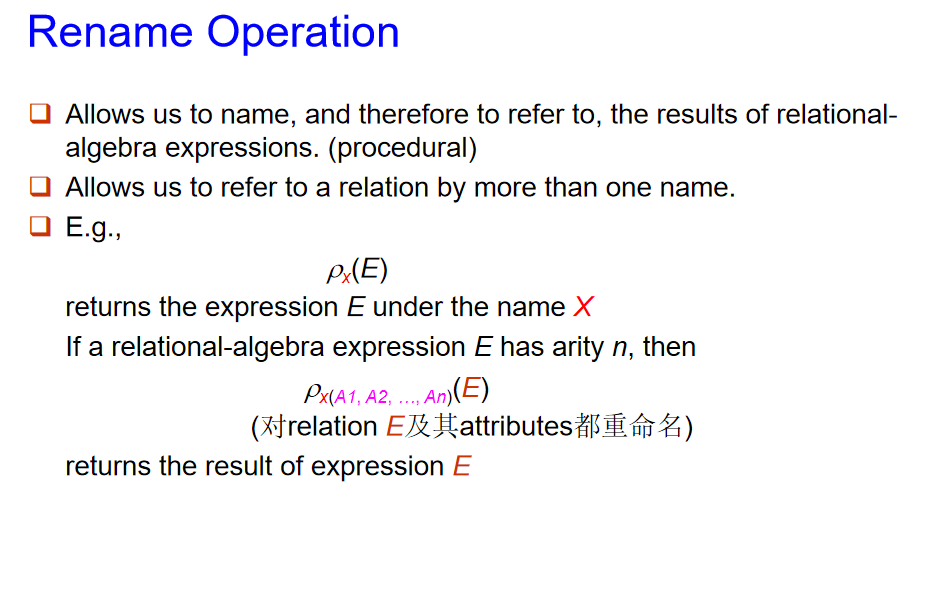 Rename Operation
Allows us to name, and therefore to refer to, the results of relational-
algebra expressions. (procedural)
Allows us to refer to a relation by more than one name.
E.g.,
ρx(E)
returns the expression E under the name X
If a relational-algebra expression E has arity n, then
ρx(A1, A2, …, An)(E)
(对relation E及其attributes都重命名)
returns the result of expression E